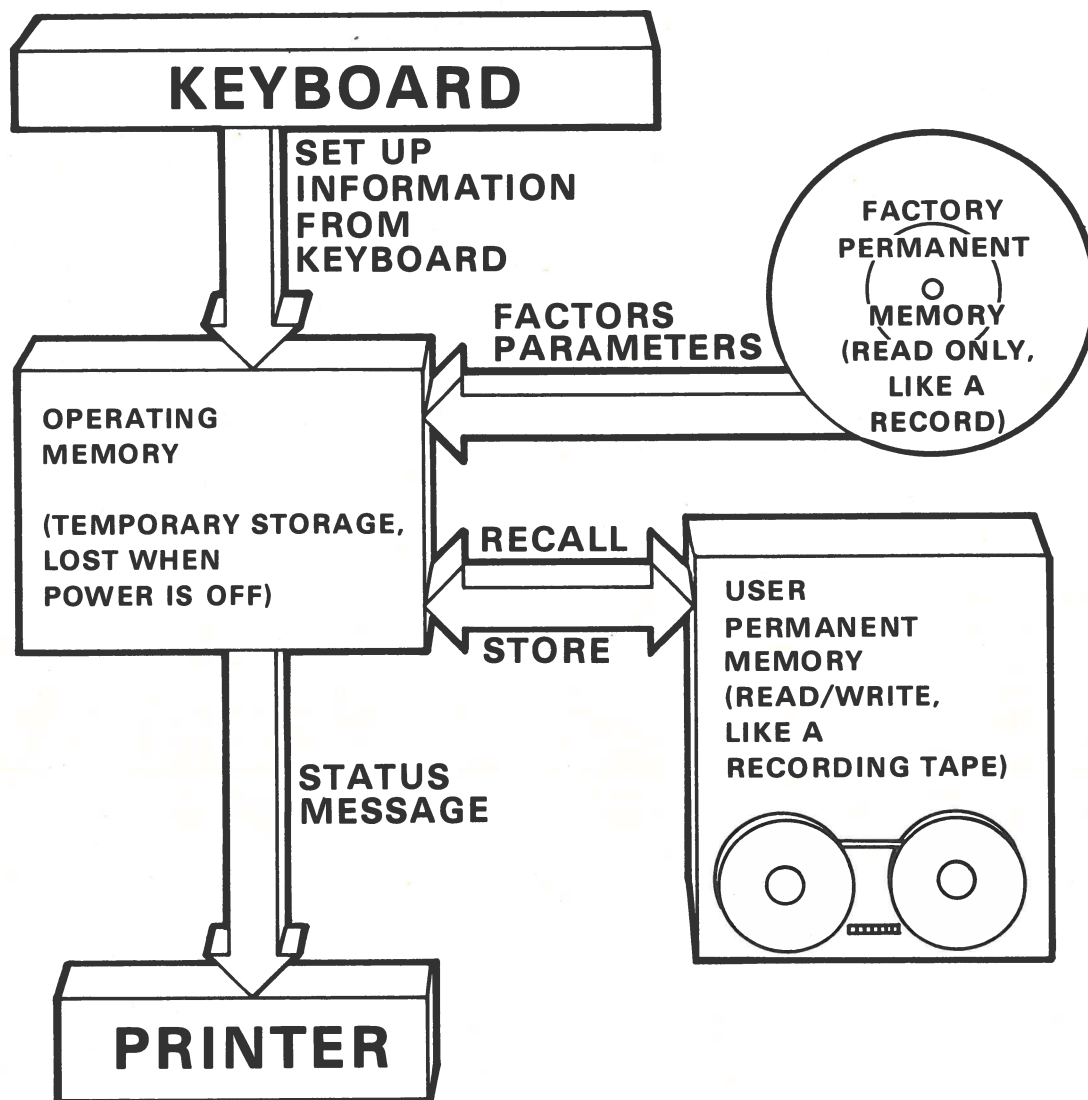 KEYBOARD
SET UP
INFORMATION
FROM
KEYBOARD
FACTORY
PERMANENT
MEMORY
(READ ONLY,
LIKE A
RECORD)
FACTORS
PARAMETERS
OPERATING
MEMORY
(TEMPORARY STORAGE,
LOST WHEN
POWER IS OFF)
RECALL
STORE
USER
PERMANENT
MEMORY
(READ/WRITE,
LIKE A
RECORDING TAPE)
STATUS
MESSAGE
PRINTER